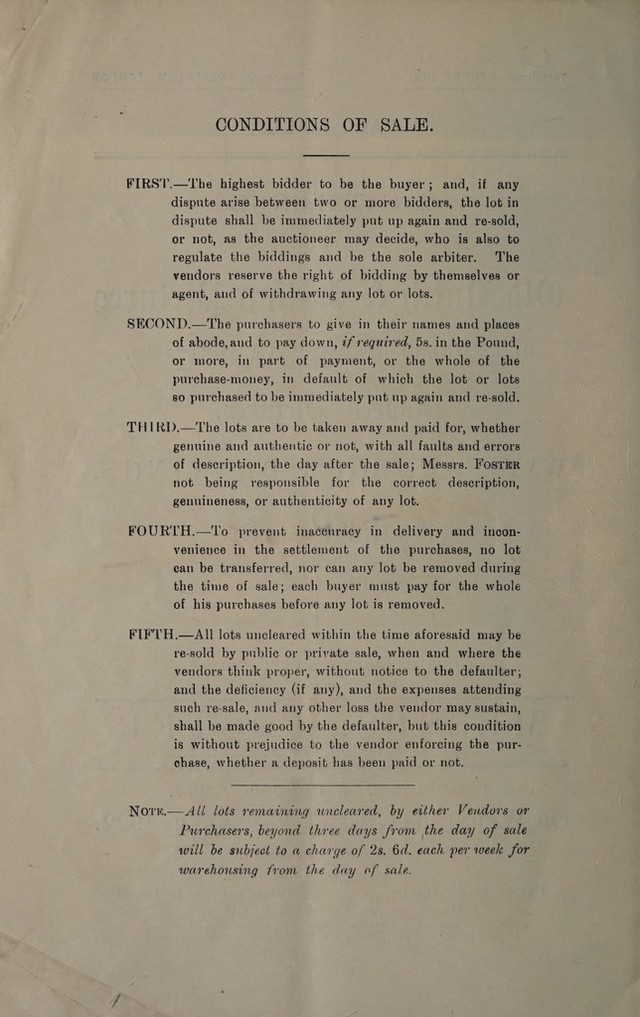 CONDITIONS OF SALE.
FIRST.—The highest bidder to be the buyer; and, if any
dispute arise between two or more bidders, the lot in
dispute shall be immediately put up again and re-sold,
or not, as the auctioneer may decide, who is also to
regulate the biddings and be the sole arbiter. The
vendors reserve the right of bidding by themselves or
agent, and of withdrawing any lot or lots.
SECOND.—The purchasers to give in their names and places
of abode, and to pay down, if required, 5s. in the Pound,
or more, in part of payment, or the whole of the
purchase-money, in default of which the lot or lots
so purchased to be immediately put up again and re-sold.
THIRD.—The lots are to be taken away and paid for, whether
genuine and authentic or not, with all faults and errors
of description, the day after the sale; Messrs. FOSTER
not being responsible for the correct description,
genuineness, or authenticity of any lot.
FOURTH.—To prevent inaccuracy in delivery and incon-
venience in the settlement of the purchases, no lot
can be transferred, nor can any lot be removed during
the time of sale; each buyer must pay for the whole
of his purchases before any lot is removed.
FIFTH.—All lots uncleared within the time aforesaid may be
re-sold by public or private sale, when and where the
vendors think proper, without notice to the defaulter;
and the deficiency (if any), and the expenses attending
such re-sale, and any other loss the vendor may sustain,
shall be made good by the defaulter, but this condition
is without prejudice to the vendor enforcing the pur-
chase, whether a deposit has been paid or not.
NOTE.—All lots remaining uncleared, by either Vendors or
Purchasers, beyond three days from the day of sale
will be subject to a charge of 2s. 6d. each per week for
warehousing from the day of sale.